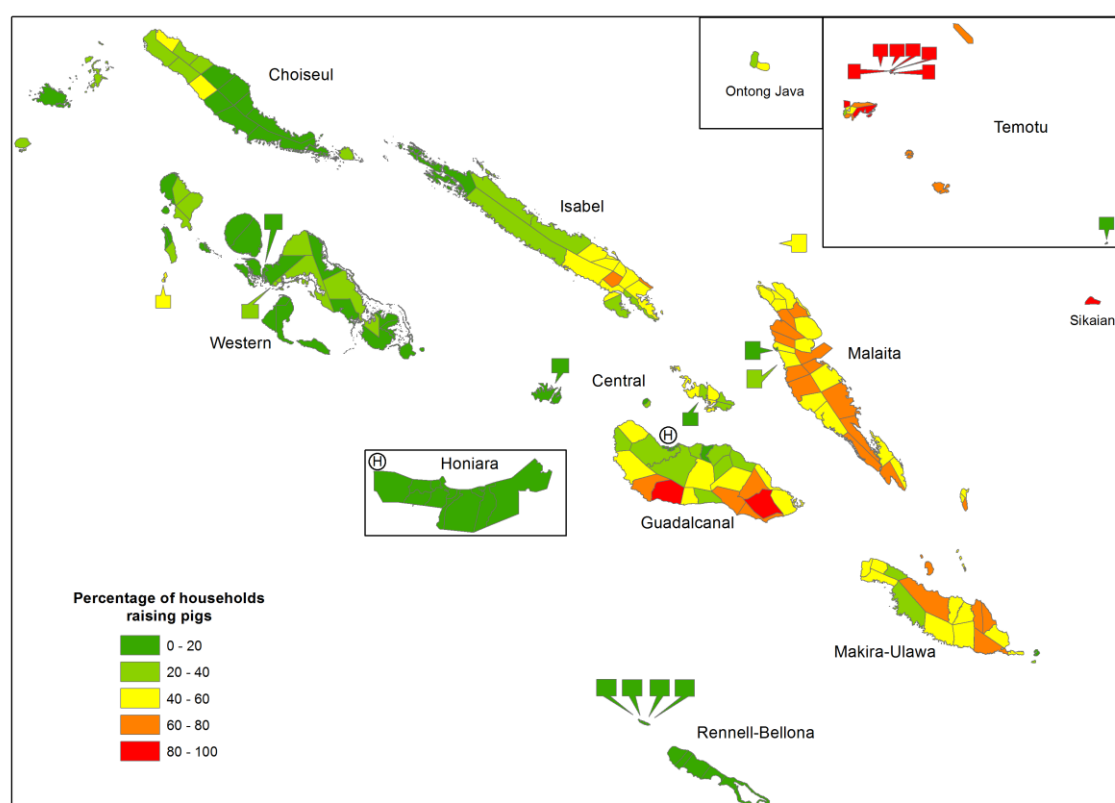 Choiseul
Ontong Java
Temotu
Isabel
Western
Sikaian
Malaita
Central
H
H
Honiara
Guadalcanal
Percentage of households
raising pigs
0 - 20
20 - 40
40 - 60
60 - 80
80 - 100
Makira-Ulawa
Rennell-Bellona